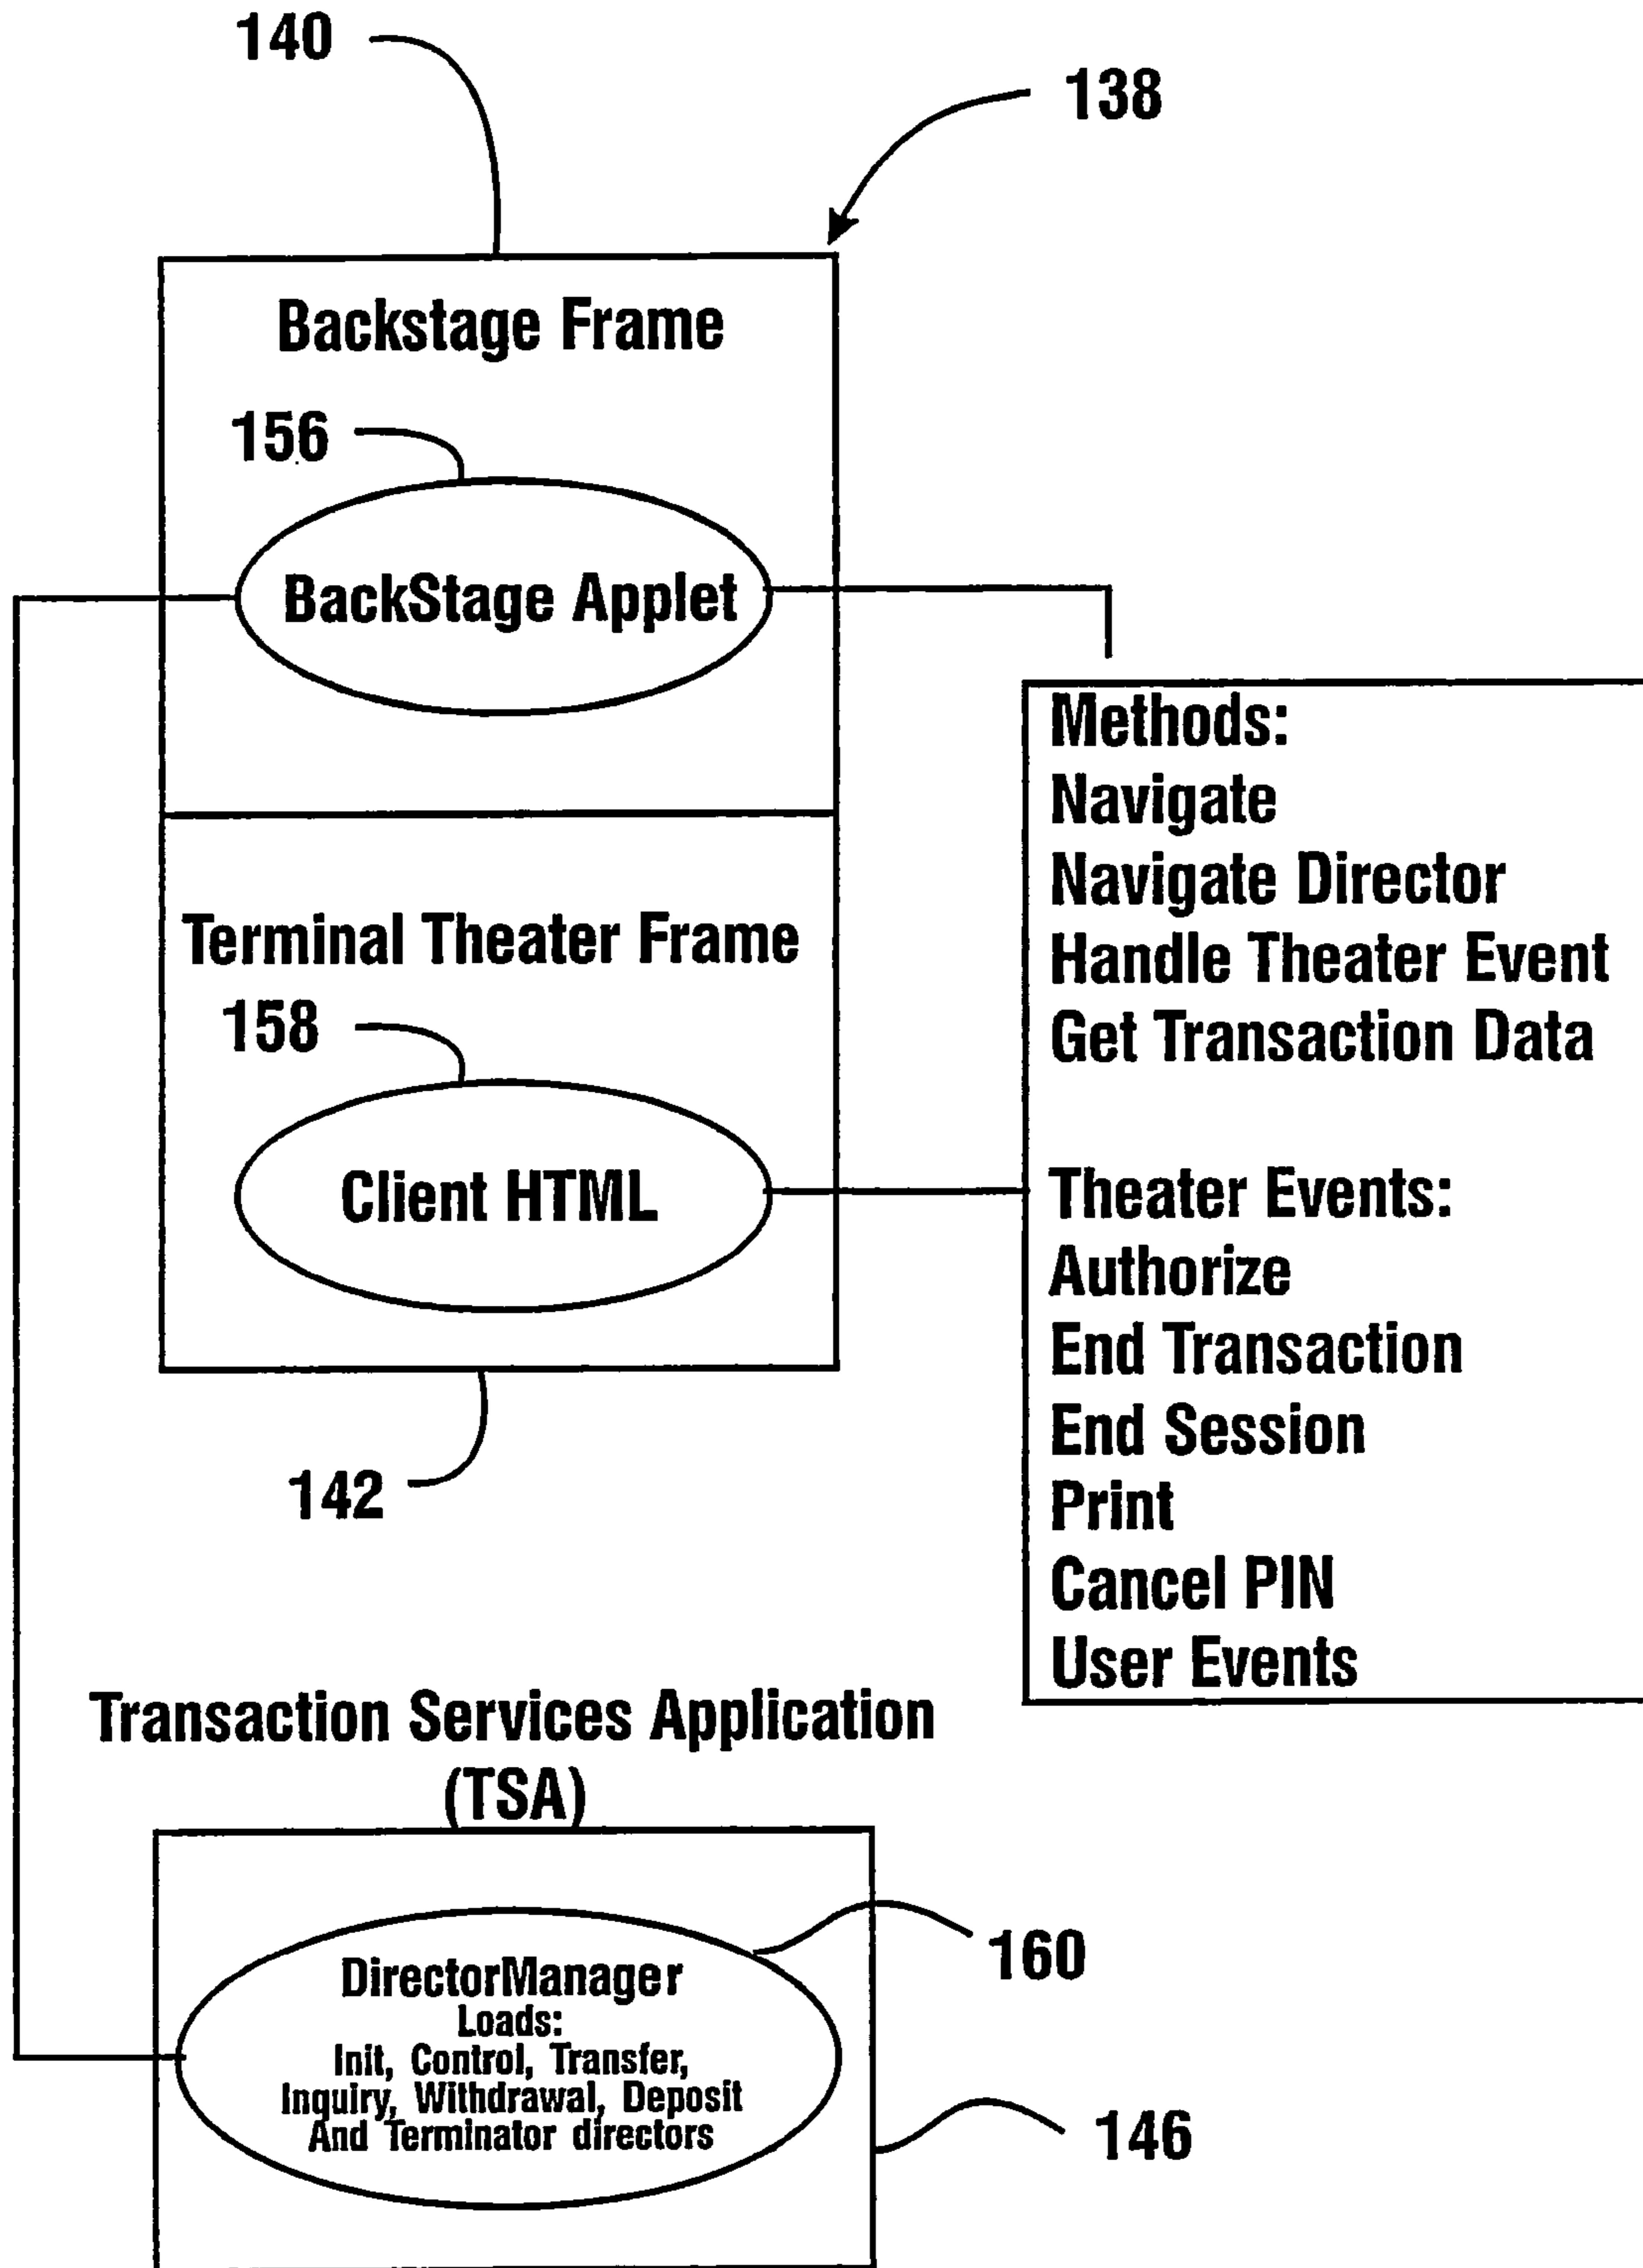 140
138
Backstage Frame
156
BackStage Applet
Methods:
Navigate
Navigate Director
Handle Theater Event
Get Transaction Data
Terminal Theater Frame
158
Client HTML
Theater Events:
Authorize
End Transaction
End Session
Print
Cancel PIN
User Events
142
Transaction Services Application
(TSA)
DirectorManager
Loads:
Init, Control, Transfer,
Inquiry, Withdrawal, Deposit
And Terminator directors
160
146